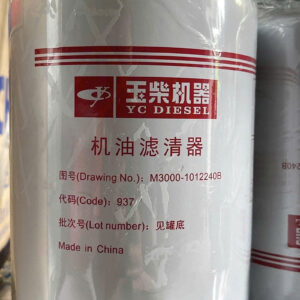 玉柴机器
YC DIESEL
机油滤清器
图号(Drawing No.): M3000-1012240B
代码(Code): 937
批次号(Lot number): 见罐底
Made in China
240B